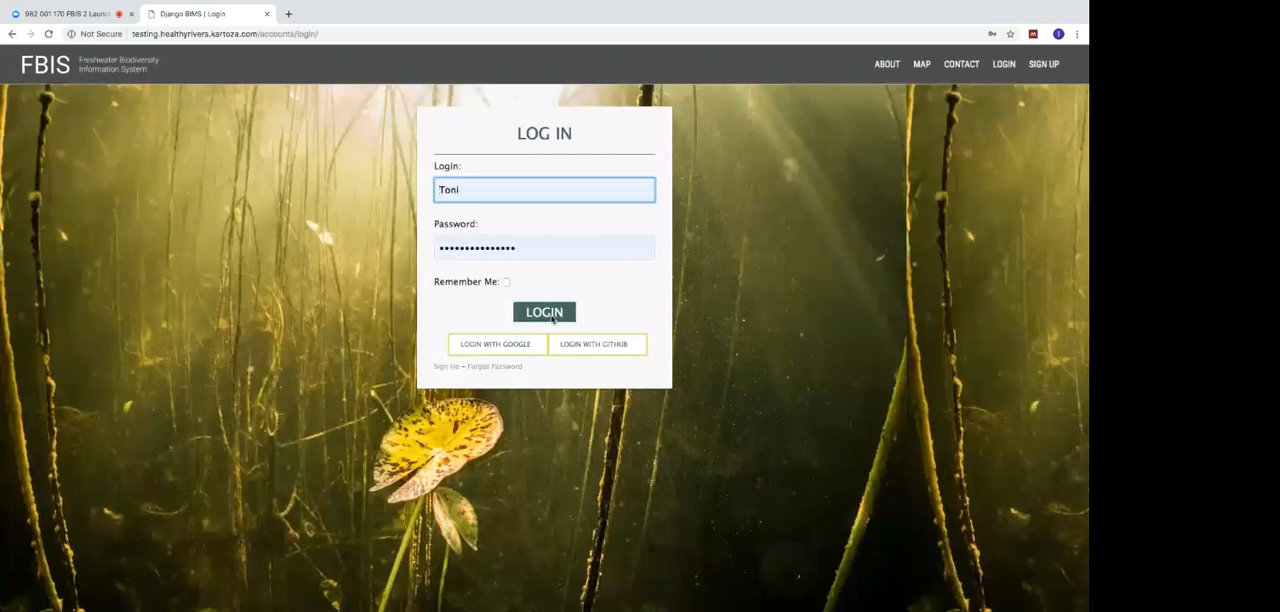 982 001 170 FBIS 2 Launch
Django BIMS | Login
Not Secure
testing.healthyrivers.kartoza.com/accounts/login/
FBIS
Freshwater Biodiversity
Information System
ABOUT
MAP
CONTACT
LOGIN
SIGN UP
LOG IN
Login:
Toni
Password:
•••••••••••••••
Remember Me:
LOGIN
LOGIN WITH GOOGLE
LOGIN WITH GITHUB
Sign Up - Forgot Password